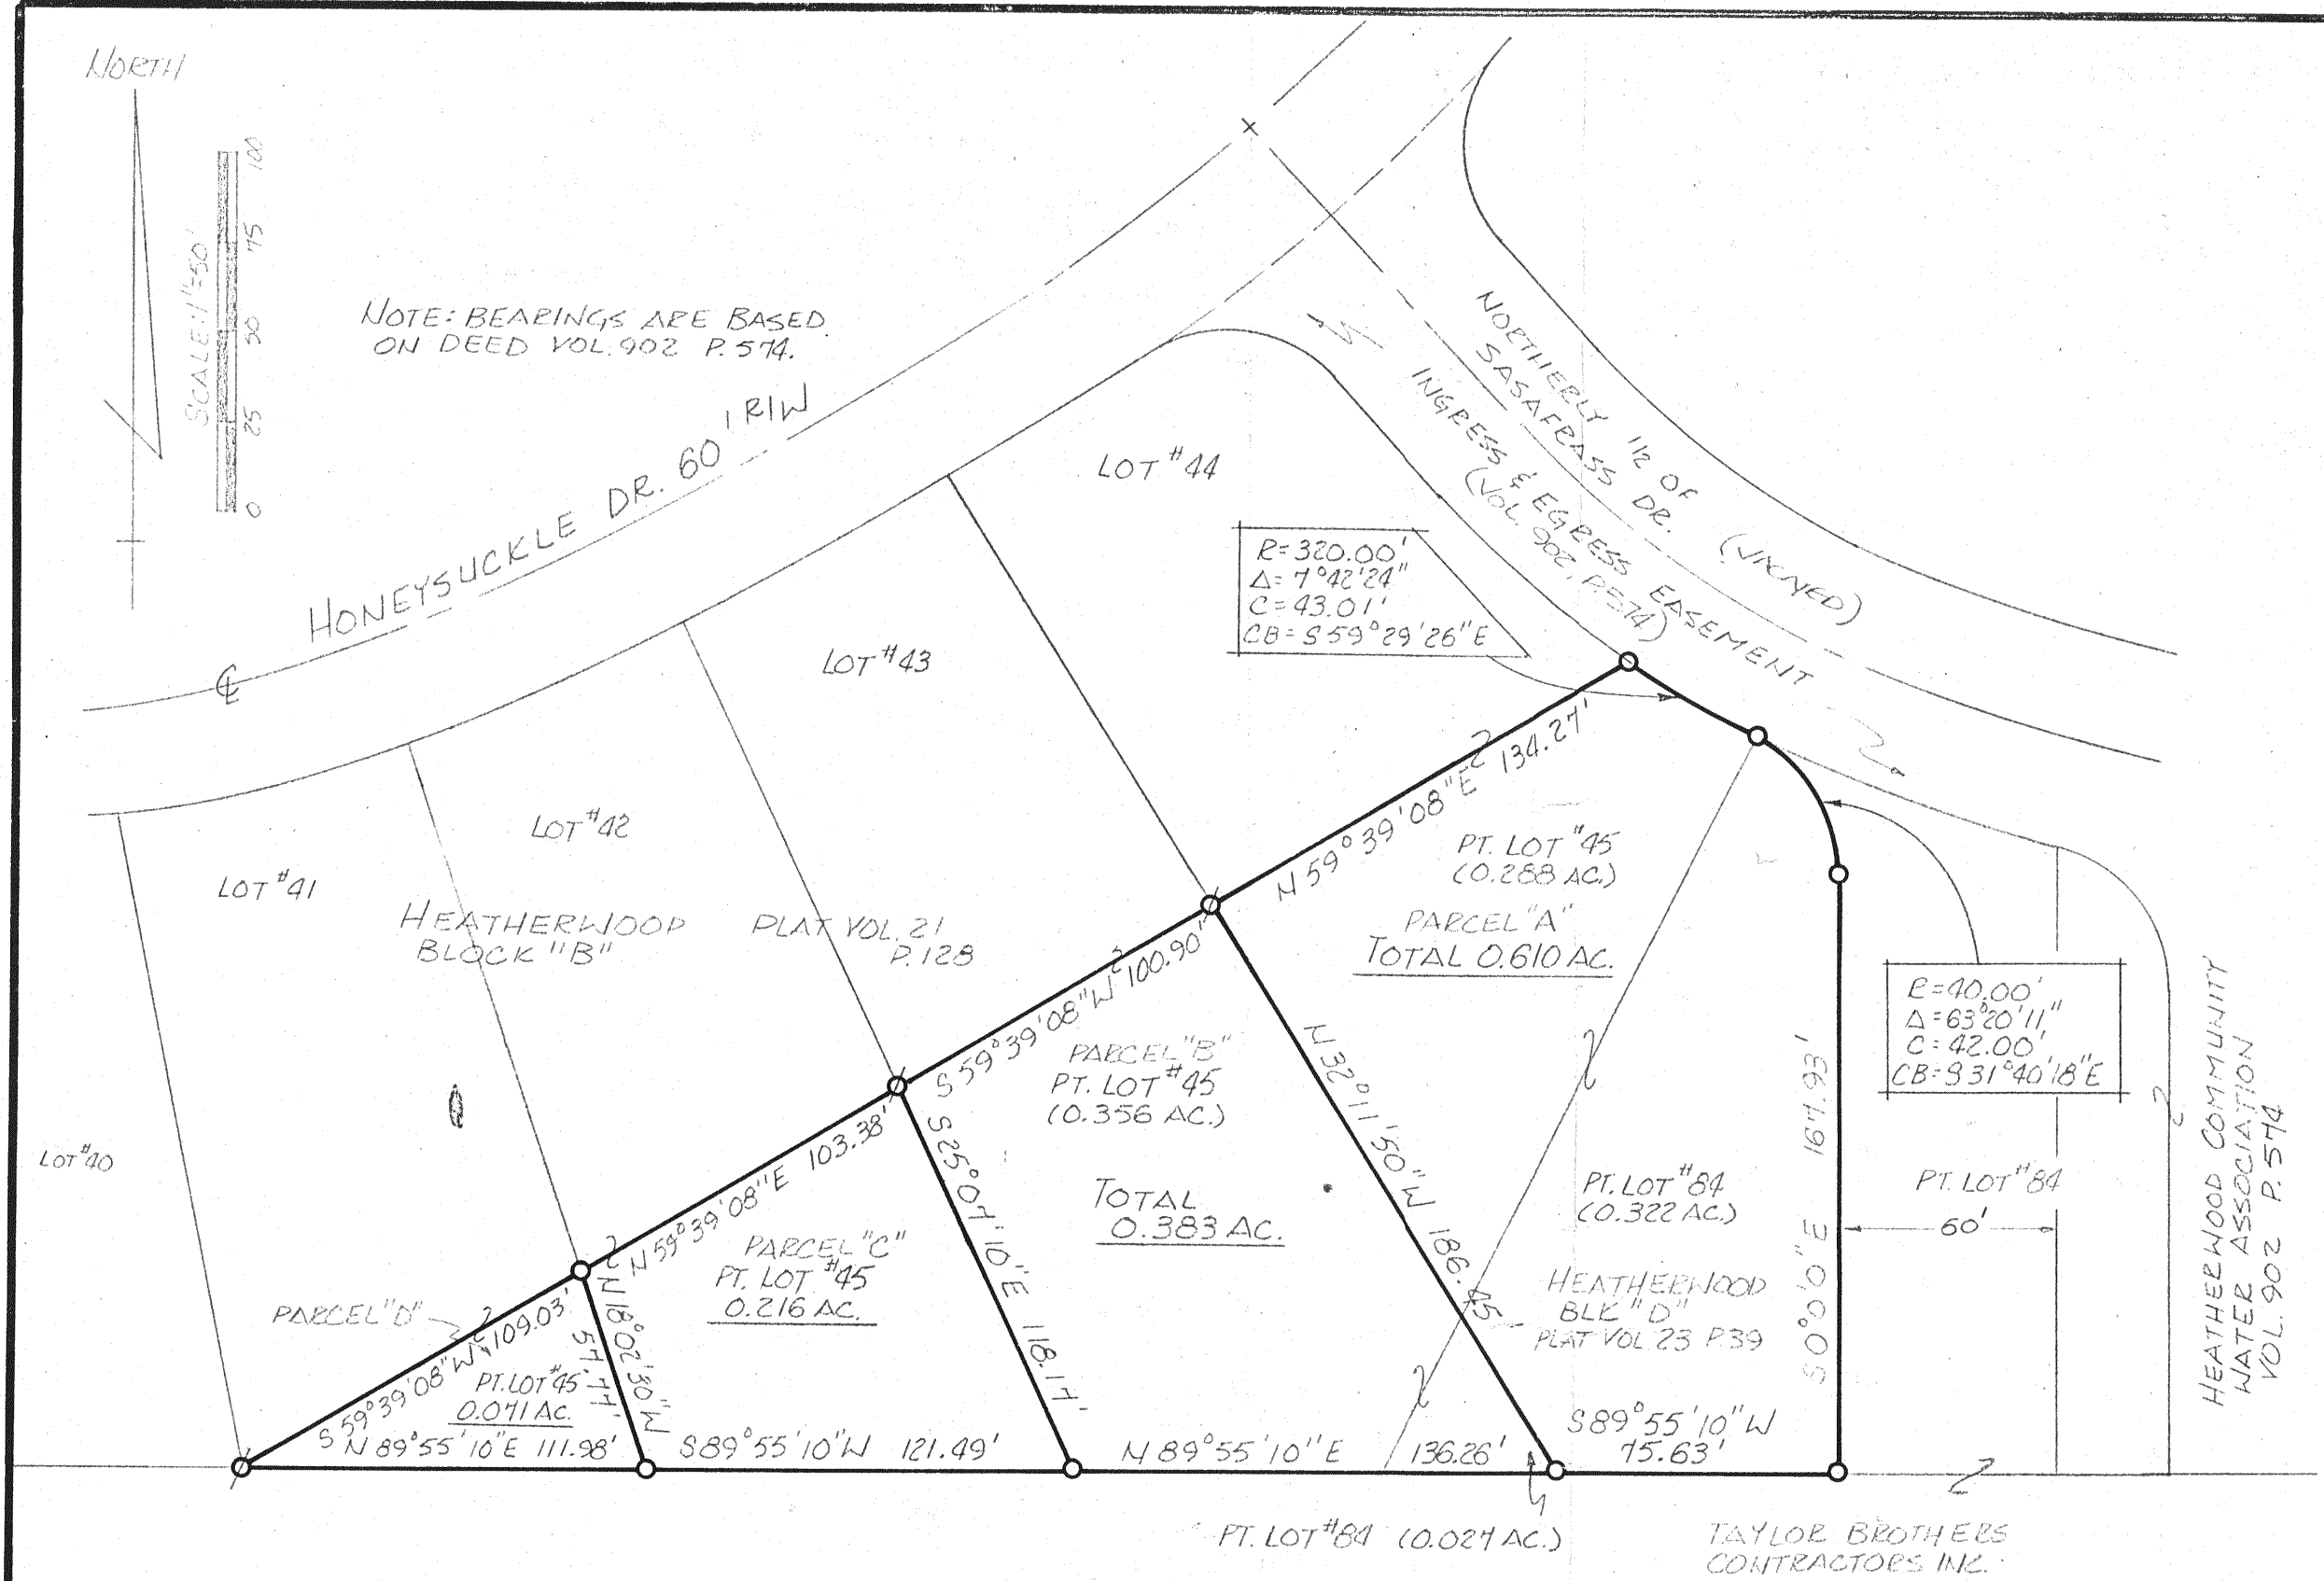 NORTH
SCALE: 1"=50'
0 25 50 75 100
NOTE: BEARINGS ARE BASED
ON DEED VOL. 902 P. 574.
HONEYSUCKLE DR. 60' R/W
℄
NORTHERLY 1/2 OF
SASAFRASS DR. (VACATED)
INGRESS & EGRESS EASEMENT
(VOL. 902, P. 574)
LOT #44
R=320.00'
Δ=7°42'24"
C=43.01'
CB=S59°29'26"E
LOT #43
LOT #42
LOT #41
LOT #40
HEATHERWOOD
BLOCK "B"
PLAT VOL. 21
P. 128
N 59°39'08"E 134.27'
PT. LOT #45
(0.288 AC.)
PARCEL "A"
TOTAL 0.610 AC.
R=40.00'
Δ=63°20'11"
C=42.00'
CB=S31°40'18"E
S 59°39'08"W 100.90'
PARCEL "B"
PT. LOT #45
(0.356 AC.)
TOTAL
0.383 AC.
N 32°11'50"W 186.45
PT. LOT #84
(0.322 AC.)
S0°0'0"E 167.93'
PT. LOT #84
60'
HEATHERWOOD COMMUNITY
WATER ASSOCIATION
VOL. 902 P. 574
N 59°39'08"E 103.38'
S 25°07'10"E 118.17'
PARCEL "C"
PT. LOT #45
0.216 AC.
HEATHERWOOD
BLK "D"
PLAT VOL 23 P.39
PARCEL "D"
S 59°39'08"W 109.03'
N 18°02'30"W
57.77'
PT. LOT #45
0.071 AC.
N 89°55'10"E 111.98'
S89°55'10"W 121.49'
N 89°55'10"E 136.26'
S89°55'10"W
75.63'
PT. LOT #84 (0.027 AC.)
TAYLOR BROTHERS
CONTRACTORS INC.